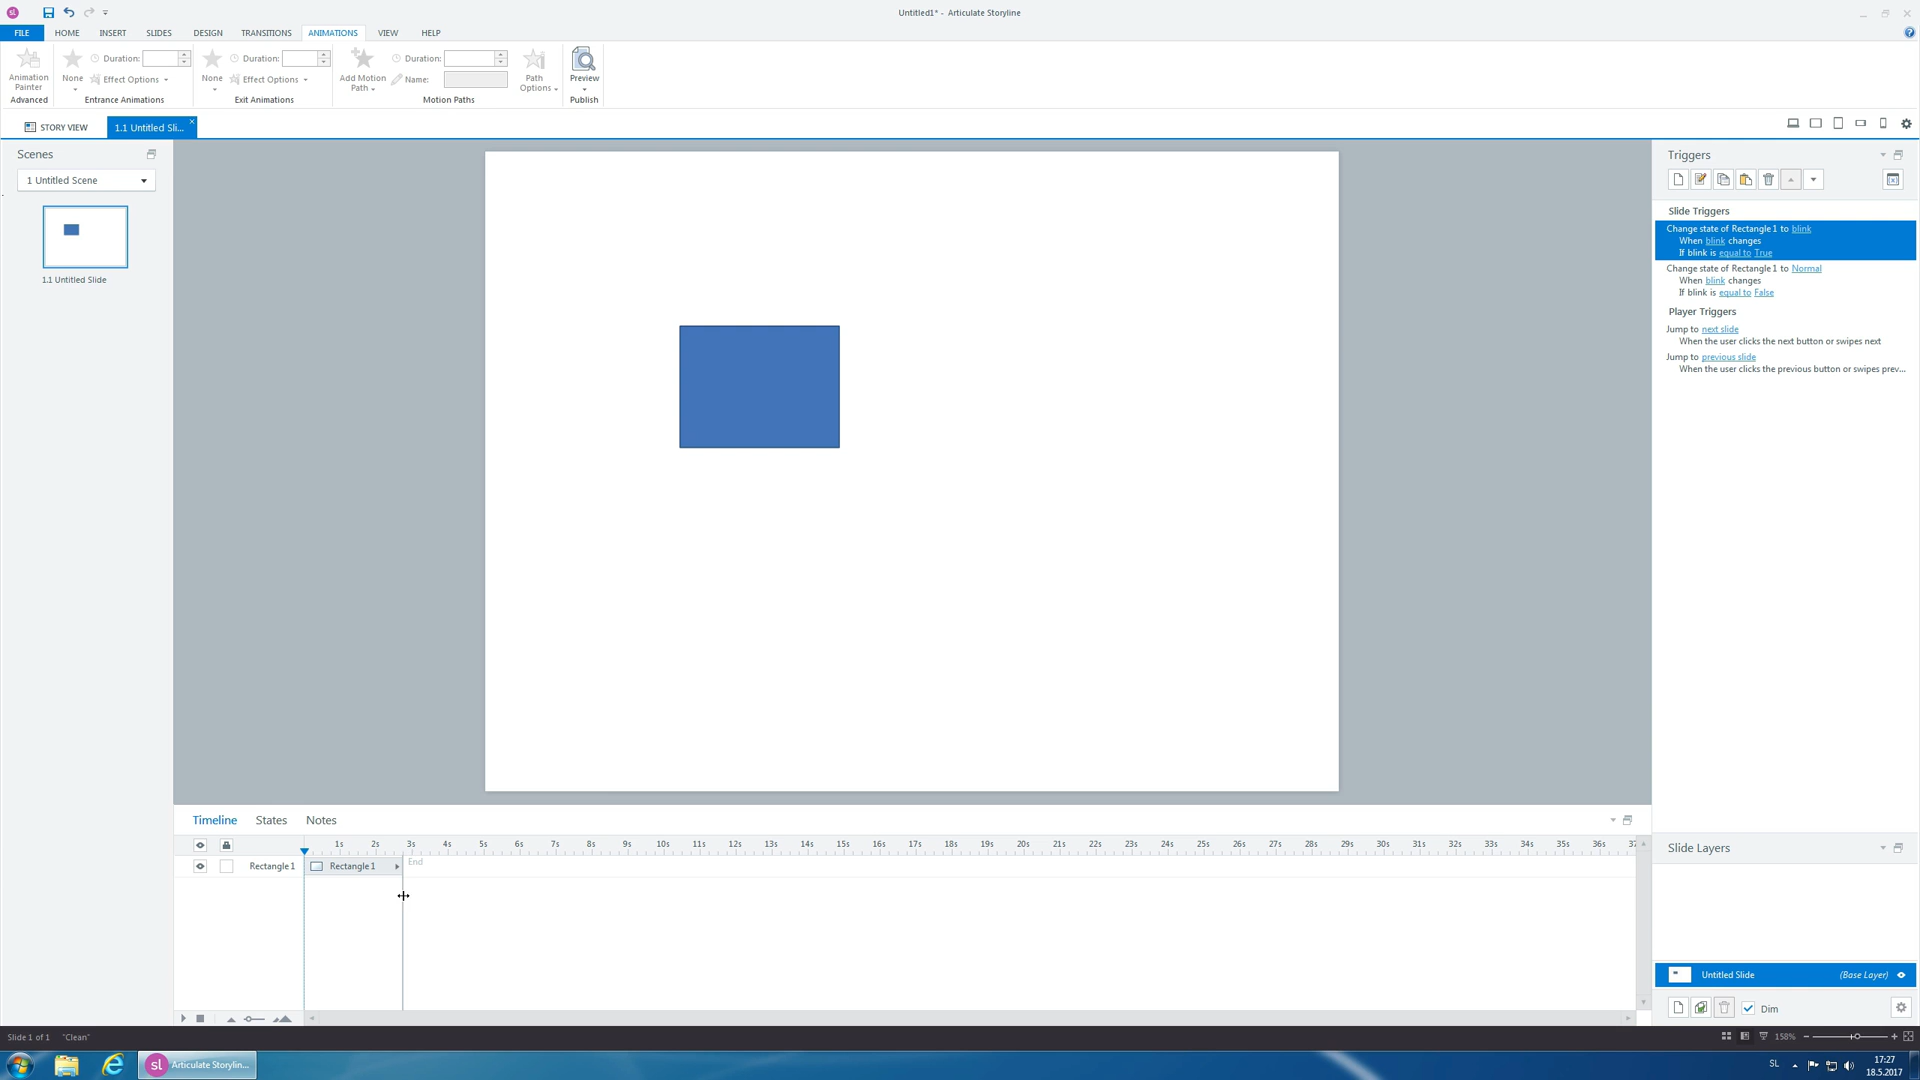 sl
Untitled1* - Articulate Storyline
FILE HOME INSERT SLIDES DESIGN TRANSITIONS ANIMATIONS VIEW HELP
Animation Painter
None
Duration:
Effect Options
None
Duration:
Effect Options
Add Motion Path
Duration:
Name:
Path Options
Preview
Advanced Entrance Animations Exit Animations Motion Paths Publish
STORY VIEW 1.1 Untitled Sli...
Scenes
1 Untitled Scene
1.1 Untitled Slide
Triggers
Slide Triggers
Change state of Rectangle 1 to blink
When blink changes
If blink is equal to True
Change state of Rectangle 1 to Normal
When blink changes
If blink is equal to False
Player Triggers
Jump to next slide
When the user clicks the next button or swipes next
Jump to previous slide
When the user clicks the previous button or swipes prev...
Timeline States Notes
1s 2s 3s 4s 5s 6s 7s 8s 9s 10s 11s 12s 13s 14s 15s 16s 17s 18s 19s 20s 21s 22s 23s 24s 25s 26s 27s 28s 29s 30s 31s 32s 33s 34s 35s 36s 37
Rectangle 1 Rectangle 1 End
Slide Layers
Untitled Slide (Base Layer)
Dim
Slide 1 of 1 "Clean" 158%
sl Articulate Storylin...
SL
17:27
18.5.2017